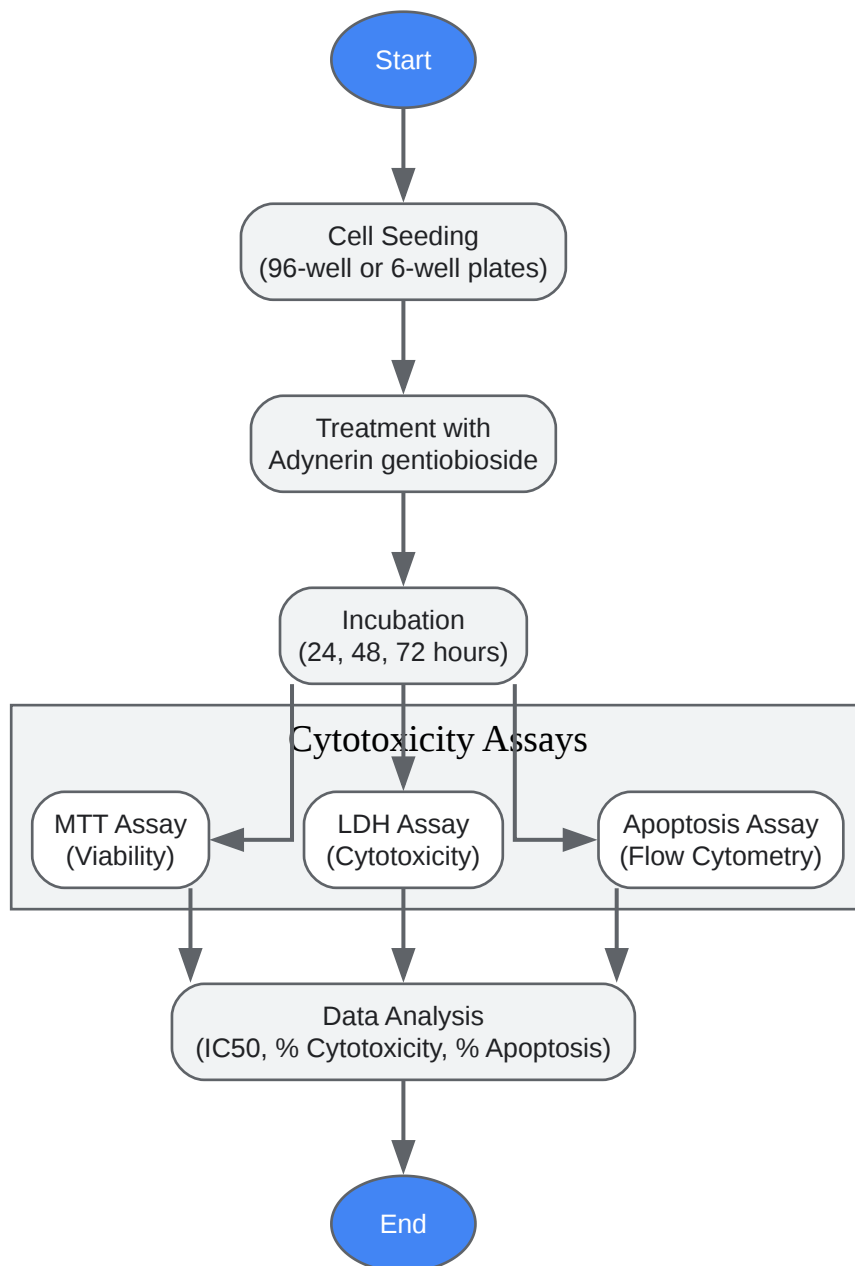 Start
Cell Seeding
(96-well or 6-well plates)
Treatment with
Adynerin gentiobioside
Incubation
(24, 48, 72 hours)
Cytotoxicity Assays
MTT Assay
(Viability)
LDH Assay
(Cytotoxicity)
Apoptosis Assay
(Flow Cytometry)
Data Analysis
(IC50, % Cytotoxicity, % Apoptosis)
End